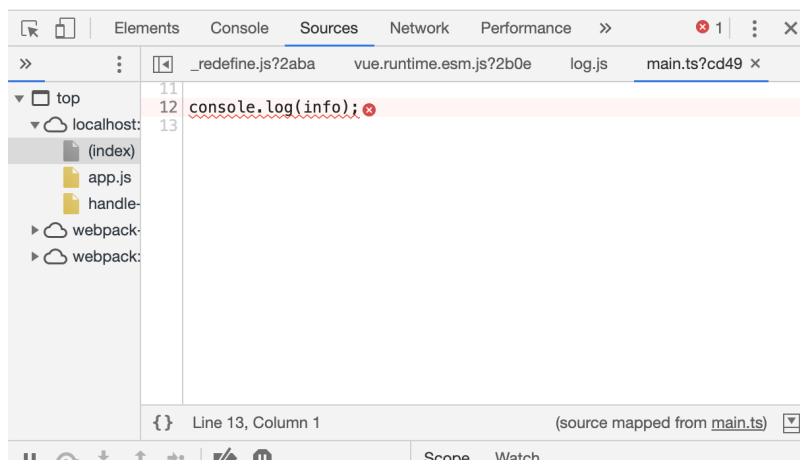 Elements Console Sources Network Performance » 1
» _redefine.js?2aba vue.runtime.esm.js?2b0e log.js main.ts?cd49
top
localhost:
(index)
app.js
handle-
webpack-
webpack:
11
12 console.log(info);
13
{} Line 13, Column 1 (source mapped from main.ts)
Scope Watch